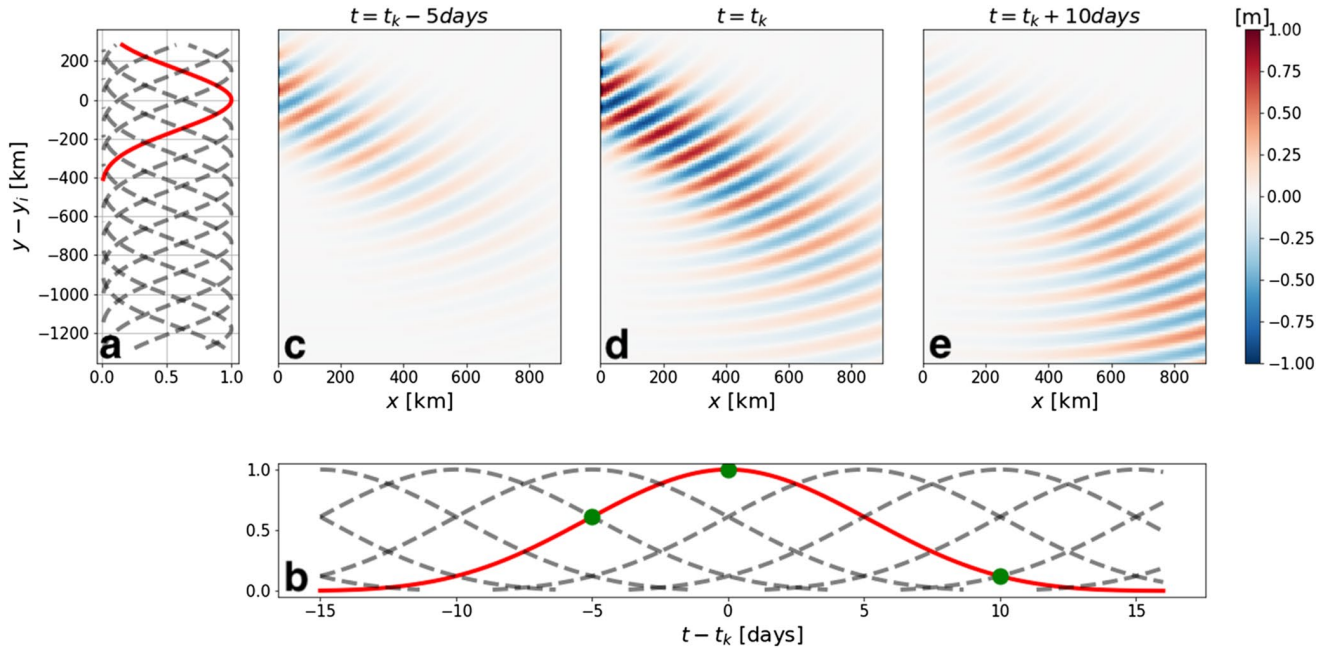 t = t_k − 5days
t = t_k
t = t_k + 10days
[m]
y − y_i [km]
200
0
−200
−400
−600
−800
−1000
−1200
a
0.0 0.5 1.0
c
0 200 400 600 800
x [km]
d
0 200 400 600 800
x [km]
e
0 200 400 600 800
x [km]
1.00
0.75
0.50
0.25
0.00
−0.25
−0.50
−0.75
−1.00
1.0
0.5
0.0
b
−15 −10 −5 0 5 10 15
t − t_k [days]